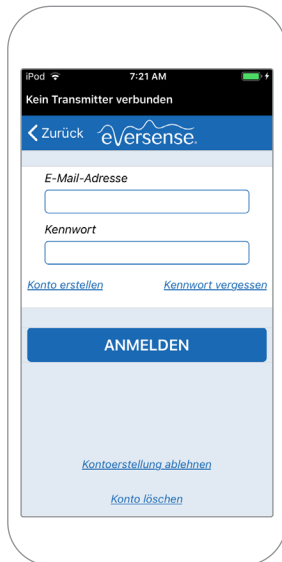 iPod 7:21 AM
Kein Transmitter verbunden
Zurück eversense.
E-Mail-Adresse
Kennwort
Konto erstellen Kennwort vergessen
ANMELDEN
Kontoerstellung ablehnen
Konto löschen